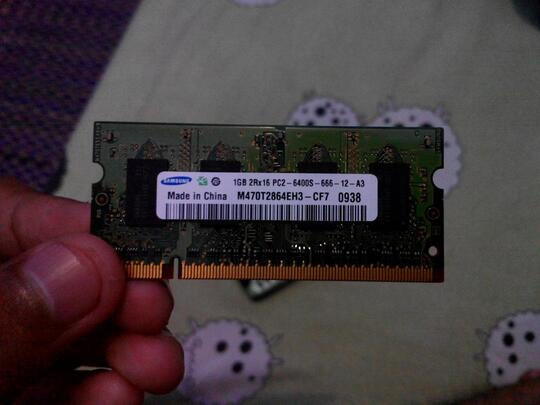 SAMSUNG 1GB 2Rx16 PC2-6400S-666-12-A3
Made in China M470T2864EH3-CF7 0938